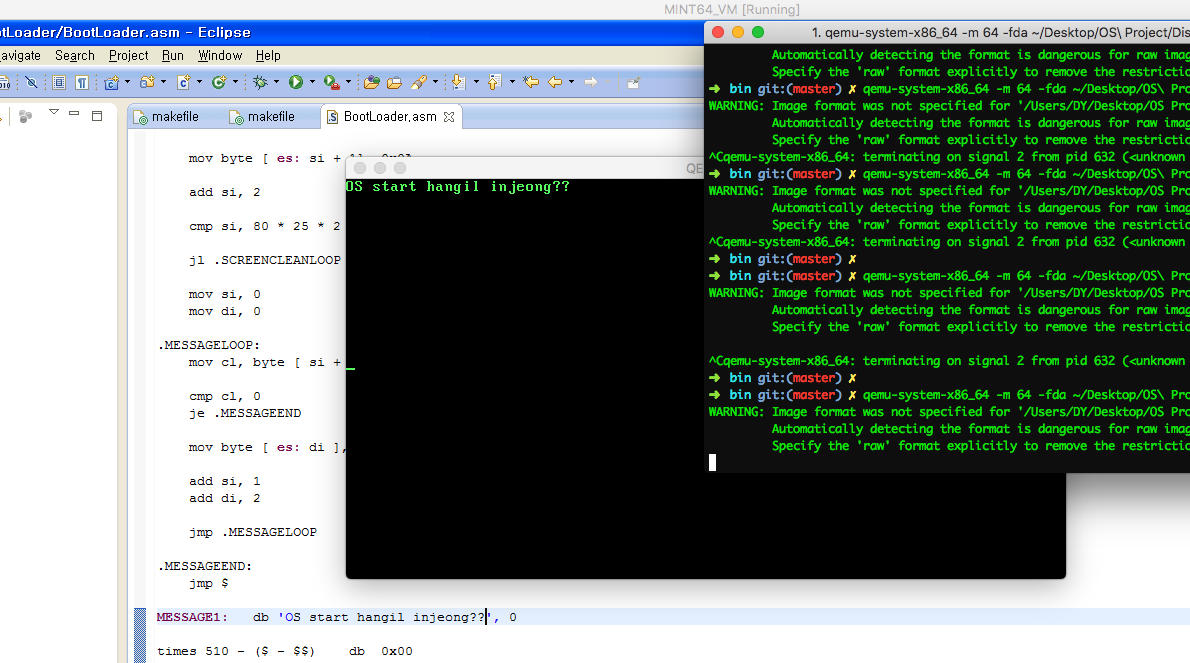 MINT64_VM [Running]
otLoader/BootLoader.asm - Eclipse
avigate Search Project Run Window Help
makefile
makefile
BootLoader.asm
mov byte [ es: si +
add si, 2
cmp si, 80 * 25 * 2
jl .SCREENCLEANLOOP
mov si, 0
mov di, 0
.MESSAGELOOP:
mov cl, byte [ si +
cmp cl, 0
je .MESSAGEEND
mov byte [ es: di ],
add si, 1
add di, 2
jmp .MESSAGELOOP
.MESSAGEEND:
jmp $
MESSAGE1: db 'OS start hangil injeong??', 0
times 510 - ($ - $$) db 0x00
QE
OS start hangil injeong??
1. qemu-system-x86_64 -m 64 -fda ~/Desktop/OS\ Project/Dis
Automatically detecting the format is dangerous for raw imag
Specify the 'raw' format explicitly to remove the restrictio
➜ bin git:(master) ✗ qemu-system-x86_64 -m 64 -fda ~/Desktop/OS\ Pro
WARNING: Image format was not specified for '/Users/DY/Desktop/OS Pro
Automatically detecting the format is dangerous for raw imag
Specify the 'raw' format explicitly to remove the restrictio
^Cqemu-system-x86_64: terminating on signal 2 from pid 632 (<unknown
➜ bin git:(master) ✗ qemu-system-x86_64 -m 64 -fda ~/Desktop/OS\ Pro
WARNING: Image format was not specified for '/Users/DY/Desktop/OS Pro
Automatically detecting the format is dangerous for raw imag
Specify the 'raw' format explicitly to remove the restrictio
^Cqemu-system-x86_64: terminating on signal 2 from pid 632 (<unknown
➜ bin git:(master) ✗
➜ bin git:(master) ✗ qemu-system-x86_64 -m 64 -fda ~/Desktop/OS\ Pro
WARNING: Image format was not specified for '/Users/DY/Desktop/OS Pro
Automatically detecting the format is dangerous for raw imag
Specify the 'raw' format explicitly to remove the restrictio
^Cqemu-system-x86_64: terminating on signal 2 from pid 632 (<unknown
➜ bin git:(master) ✗
➜ bin git:(master) ✗ qemu-system-x86_64 -m 64 -fda ~/Desktop/OS\ Pro
WARNING: Image format was not specified for '/Users/DY/Desktop/OS Pro
Automatically detecting the format is dangerous for raw imag
Specify the 'raw' format explicitly to remove the restrictio